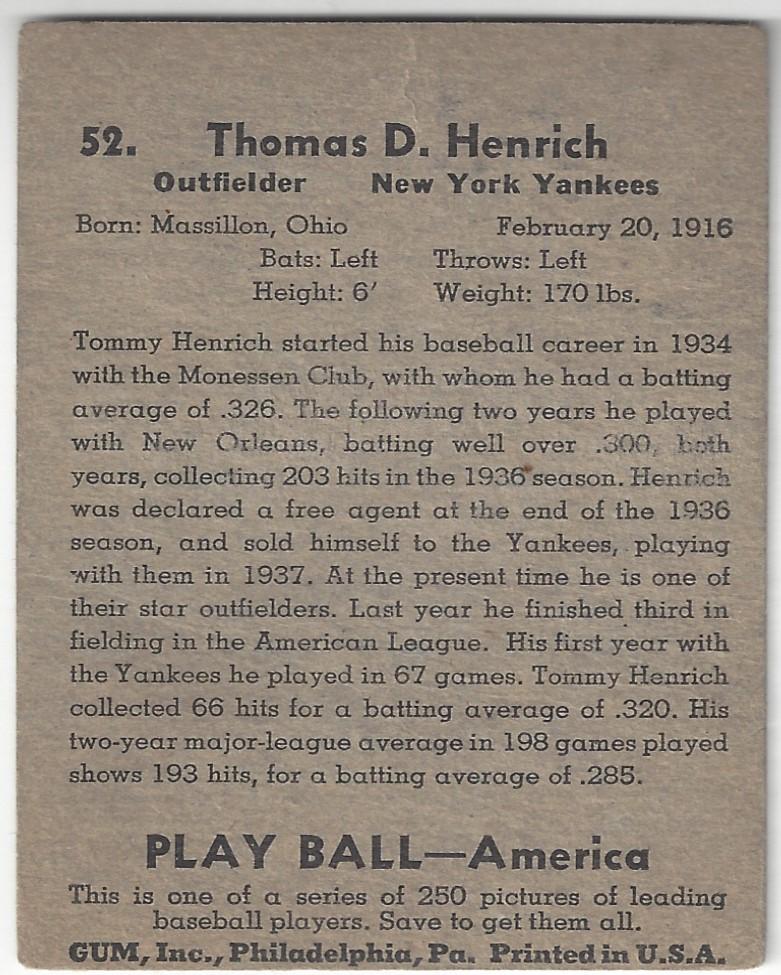 52. Thomas D. Henrich
Outfielder New York Yankees
Born: Massillon, Ohio February 20, 1916
Bats: Left Throws: Left
Height: 6′ Weight: 170 lbs.
Tommy Henrich started his baseball career in 1934
with the Monessen Club, with whom he had a batting
average of .326. The following two years he played
with New Orleans, batting well over .300, both
years, collecting 203 hits in the 1936 season. Henrich
was declared a free agent at the end of the 1936
season, and sold himself to the Yankees, playing
with them in 1937. At the present time he is one of
their star outfielders. Last year he finished third in
fielding in the American League. His first year with
the Yankees he played in 67 games. Tommy Henrich
collected 66 hits for a batting average of .320. His
two-year major-league average in 198 games played
shows 193 hits, for a batting average of .285.
PLAY BALL—America
This is one of a series of 250 pictures of leading
baseball players. Save to get them all.
GUM, Inc., Philadelphia, Pa. Printed in U.S.A.